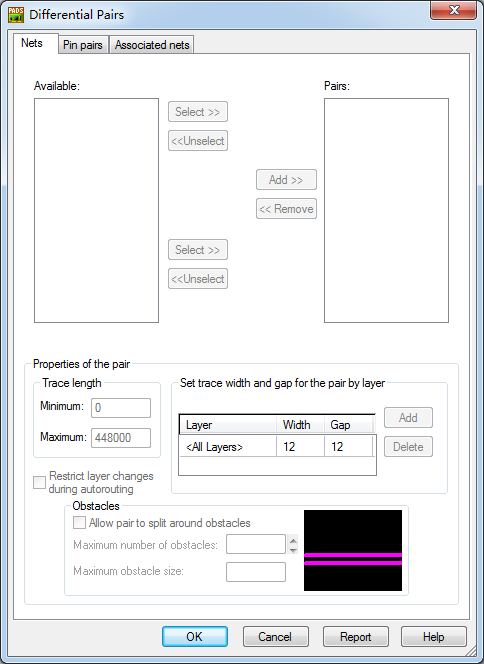 PADS
Differential Pairs
Nets
Pin pairs
Associated nets
Available:
Pairs:
Select >>
<<Unselect
Add >>
<< Remove
Select >>
<<Unselect
Properties of the pair
Trace length
Minimum: 0
Maximum: 448000
Restrict layer changes
during autorouting
Set trace width and gap for the pair by layer
Layer Width Gap
<All Layers> 12 12
Add
Delete
Obstacles
Allow pair to split around obstacles
Maximum number of obstacles:
Maximum obstacle size:
OK
Cancel
Report
Help